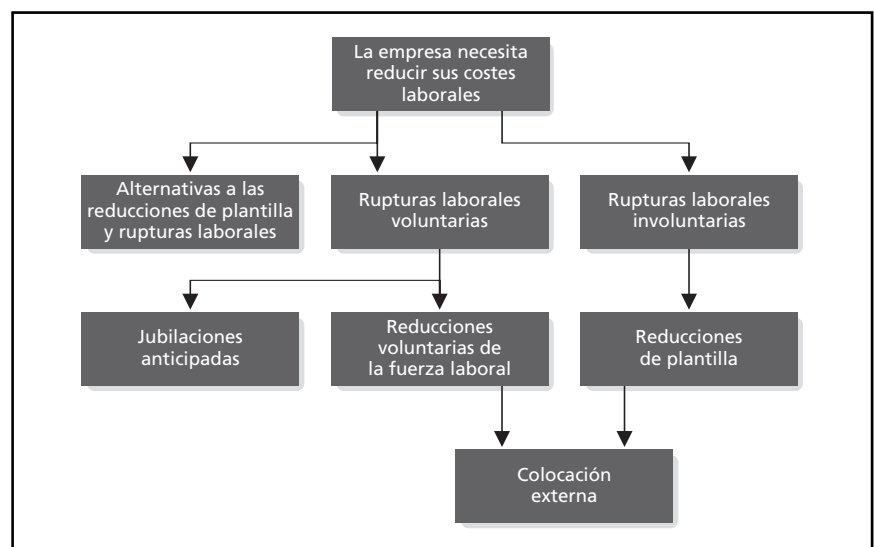 La empresa necesita
reducir sus costes
laborales
Alternativas a las
reducciones de plantilla
y rupturas laborales
Rupturas laborales
voluntarias
Rupturas laborales
involuntarias
Jubilaciones
anticipadas
Reducciones
voluntarias de
la fuerza laboral
Reducciones
de plantilla
Colocación
externa